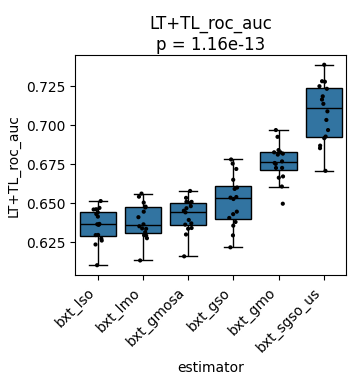 LT+TL_roc_auc
p = 1.16e-13
LT+TL_roc_auc
0.725
0.700
0.675
0.650
0.625
bxt_lso
bxt_lmo
bxt_gmosa
bxt_gso
bxt_gmo
bxt_sgso_us
estimator